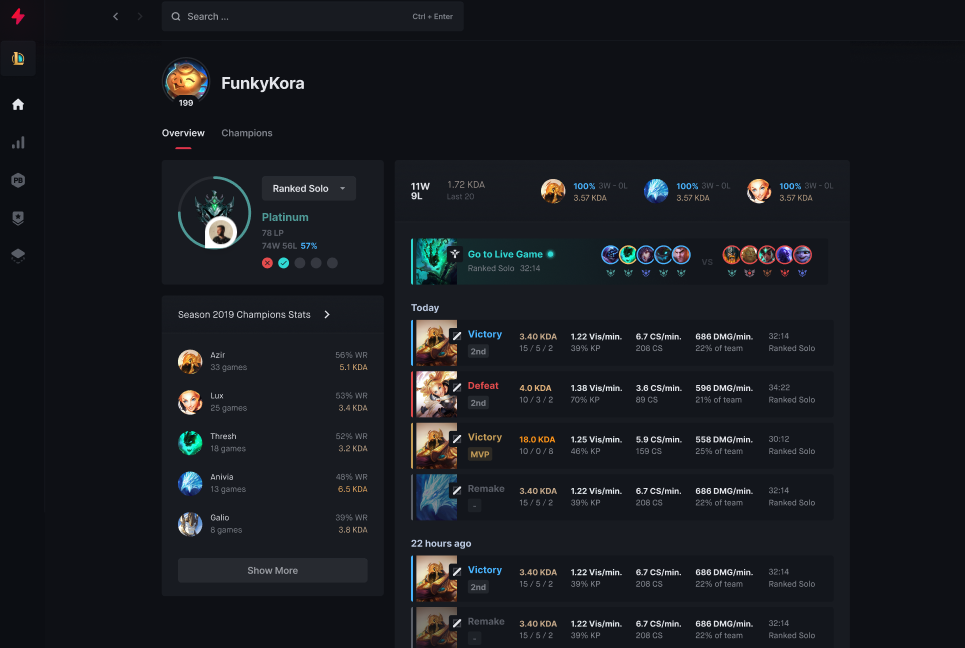 Search ...
Ctrl + Enter
PB
199
FunkyKora
Overview
Champions
Ranked Solo
Platinum
78 LP
74W 56L 57%
Season 2019 Champions Stats
Azir
33 games
56% WR
5.1 KDA
Lux
25 games
53% WR
3.4 KDA
Thresh
18 games
52% WR
3.2 KDA
Anivia
13 games
48% WR
6.5 KDA
Galio
8 games
39% WR
3.8 KDA
Show More
11W
9L
1.72 KDA
Last 20
100% 3W - 0L
3.57 KDA
100% 3W - 0L
3.57 KDA
100% 3W - 0L
3.57 KDA
Go to Live Game
Ranked Solo 32:14
VS
Today
Victory
2nd
3.40 KDA
15 / 5 / 2
1.22 Vis/min.
39% KP
6.7 CS/min.
208 CS
686 DMG/min.
22% of team
32:14
Ranked Solo
Defeat
2nd
4.0 KDA
10 / 3 / 2
1.38 Vis/min.
70% KP
3.6 CS/min.
89 CS
596 DMG/min.
21% of team
34:22
Ranked Solo
Victory
MVP
18.0 KDA
10 / 0 / 8
1.25 Vis/min.
46% KP
5.9 CS/min.
159 CS
558 DMG/min.
25% of team
30:12
Ranked Solo
Remake
-
3.40 KDA
15 / 5 / 2
1.22 Vis/min.
39% KP
6.7 CS/min.
208 CS
686 DMG/min.
22% of team
32:14
Ranked Solo
22 hours ago
Victory
2nd
3.40 KDA
15 / 5 / 2
1.22 Vis/min.
39% KP
6.7 CS/min.
208 CS
686 DMG/min.
22% of team
32:14
Ranked Solo
Remake
-
3.40 KDA
15 / 5 / 2
1.22 Vis/min.
39% KP
6.7 CS/min.
208 CS
686 DMG/min.
22% of team
32:14
Ranked Solo